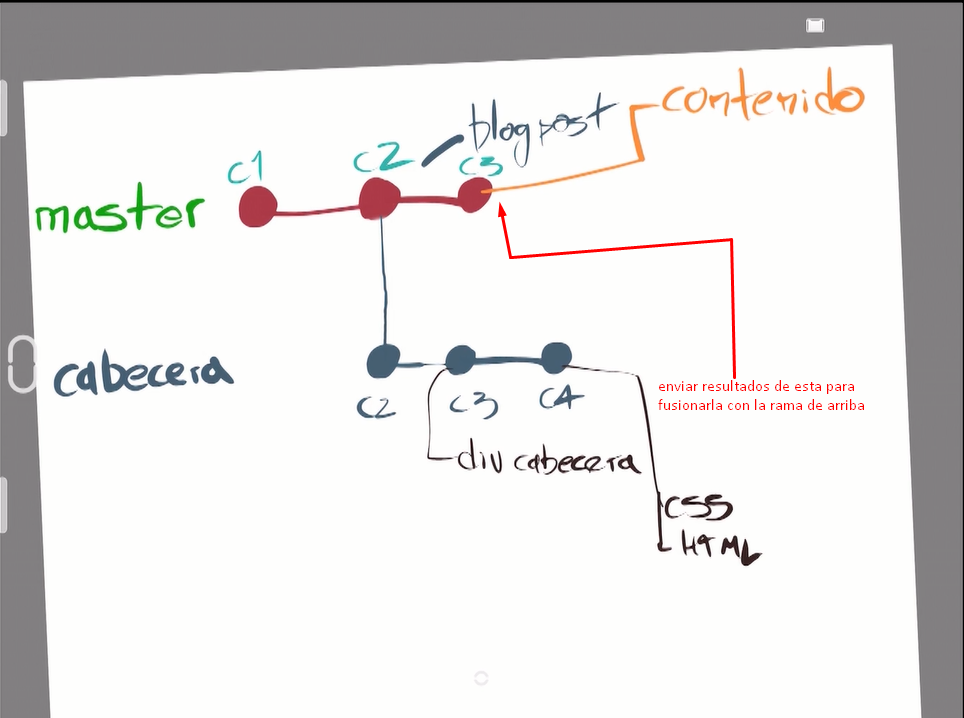 contenido
blogpost
c1
c2
c3
master
cabecera
enviar resultados de esta para
fusionarla con la rama de arriba
c2
c3
c4
div cabecera
CSS
HTML